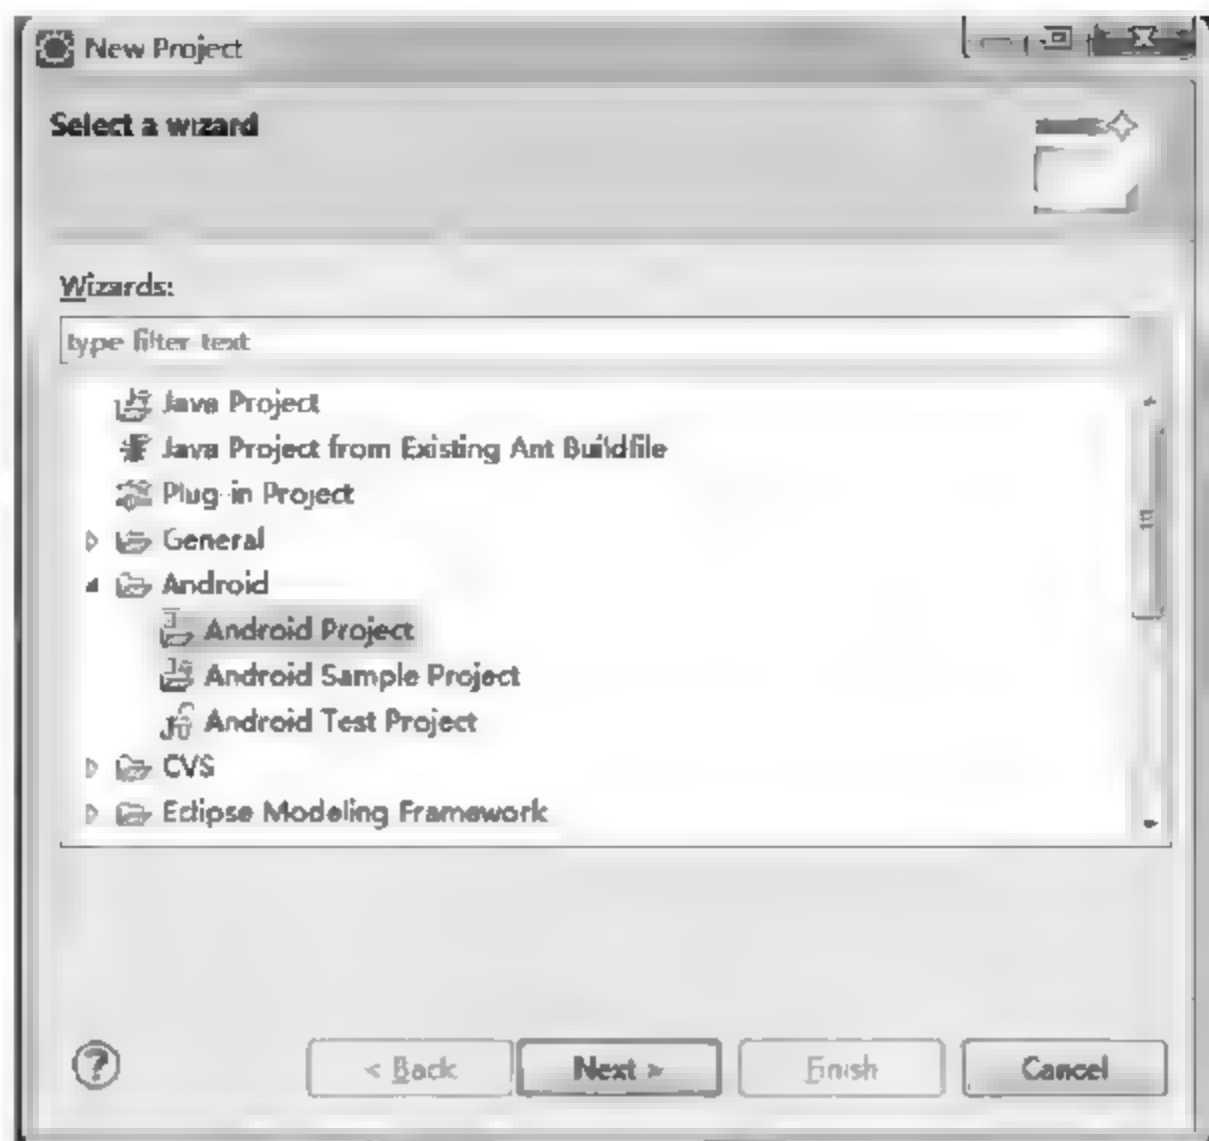 New Project
Select a wizard
Wizards:
type filter text
Java Project
Java Project from Existing Ant Buildfile
Plug-in Project
General
Android
Android Project
Android Sample Project
Android Test Project
CVS
Eclipse Modeling Framework
? < Back Next > Finish Cancel